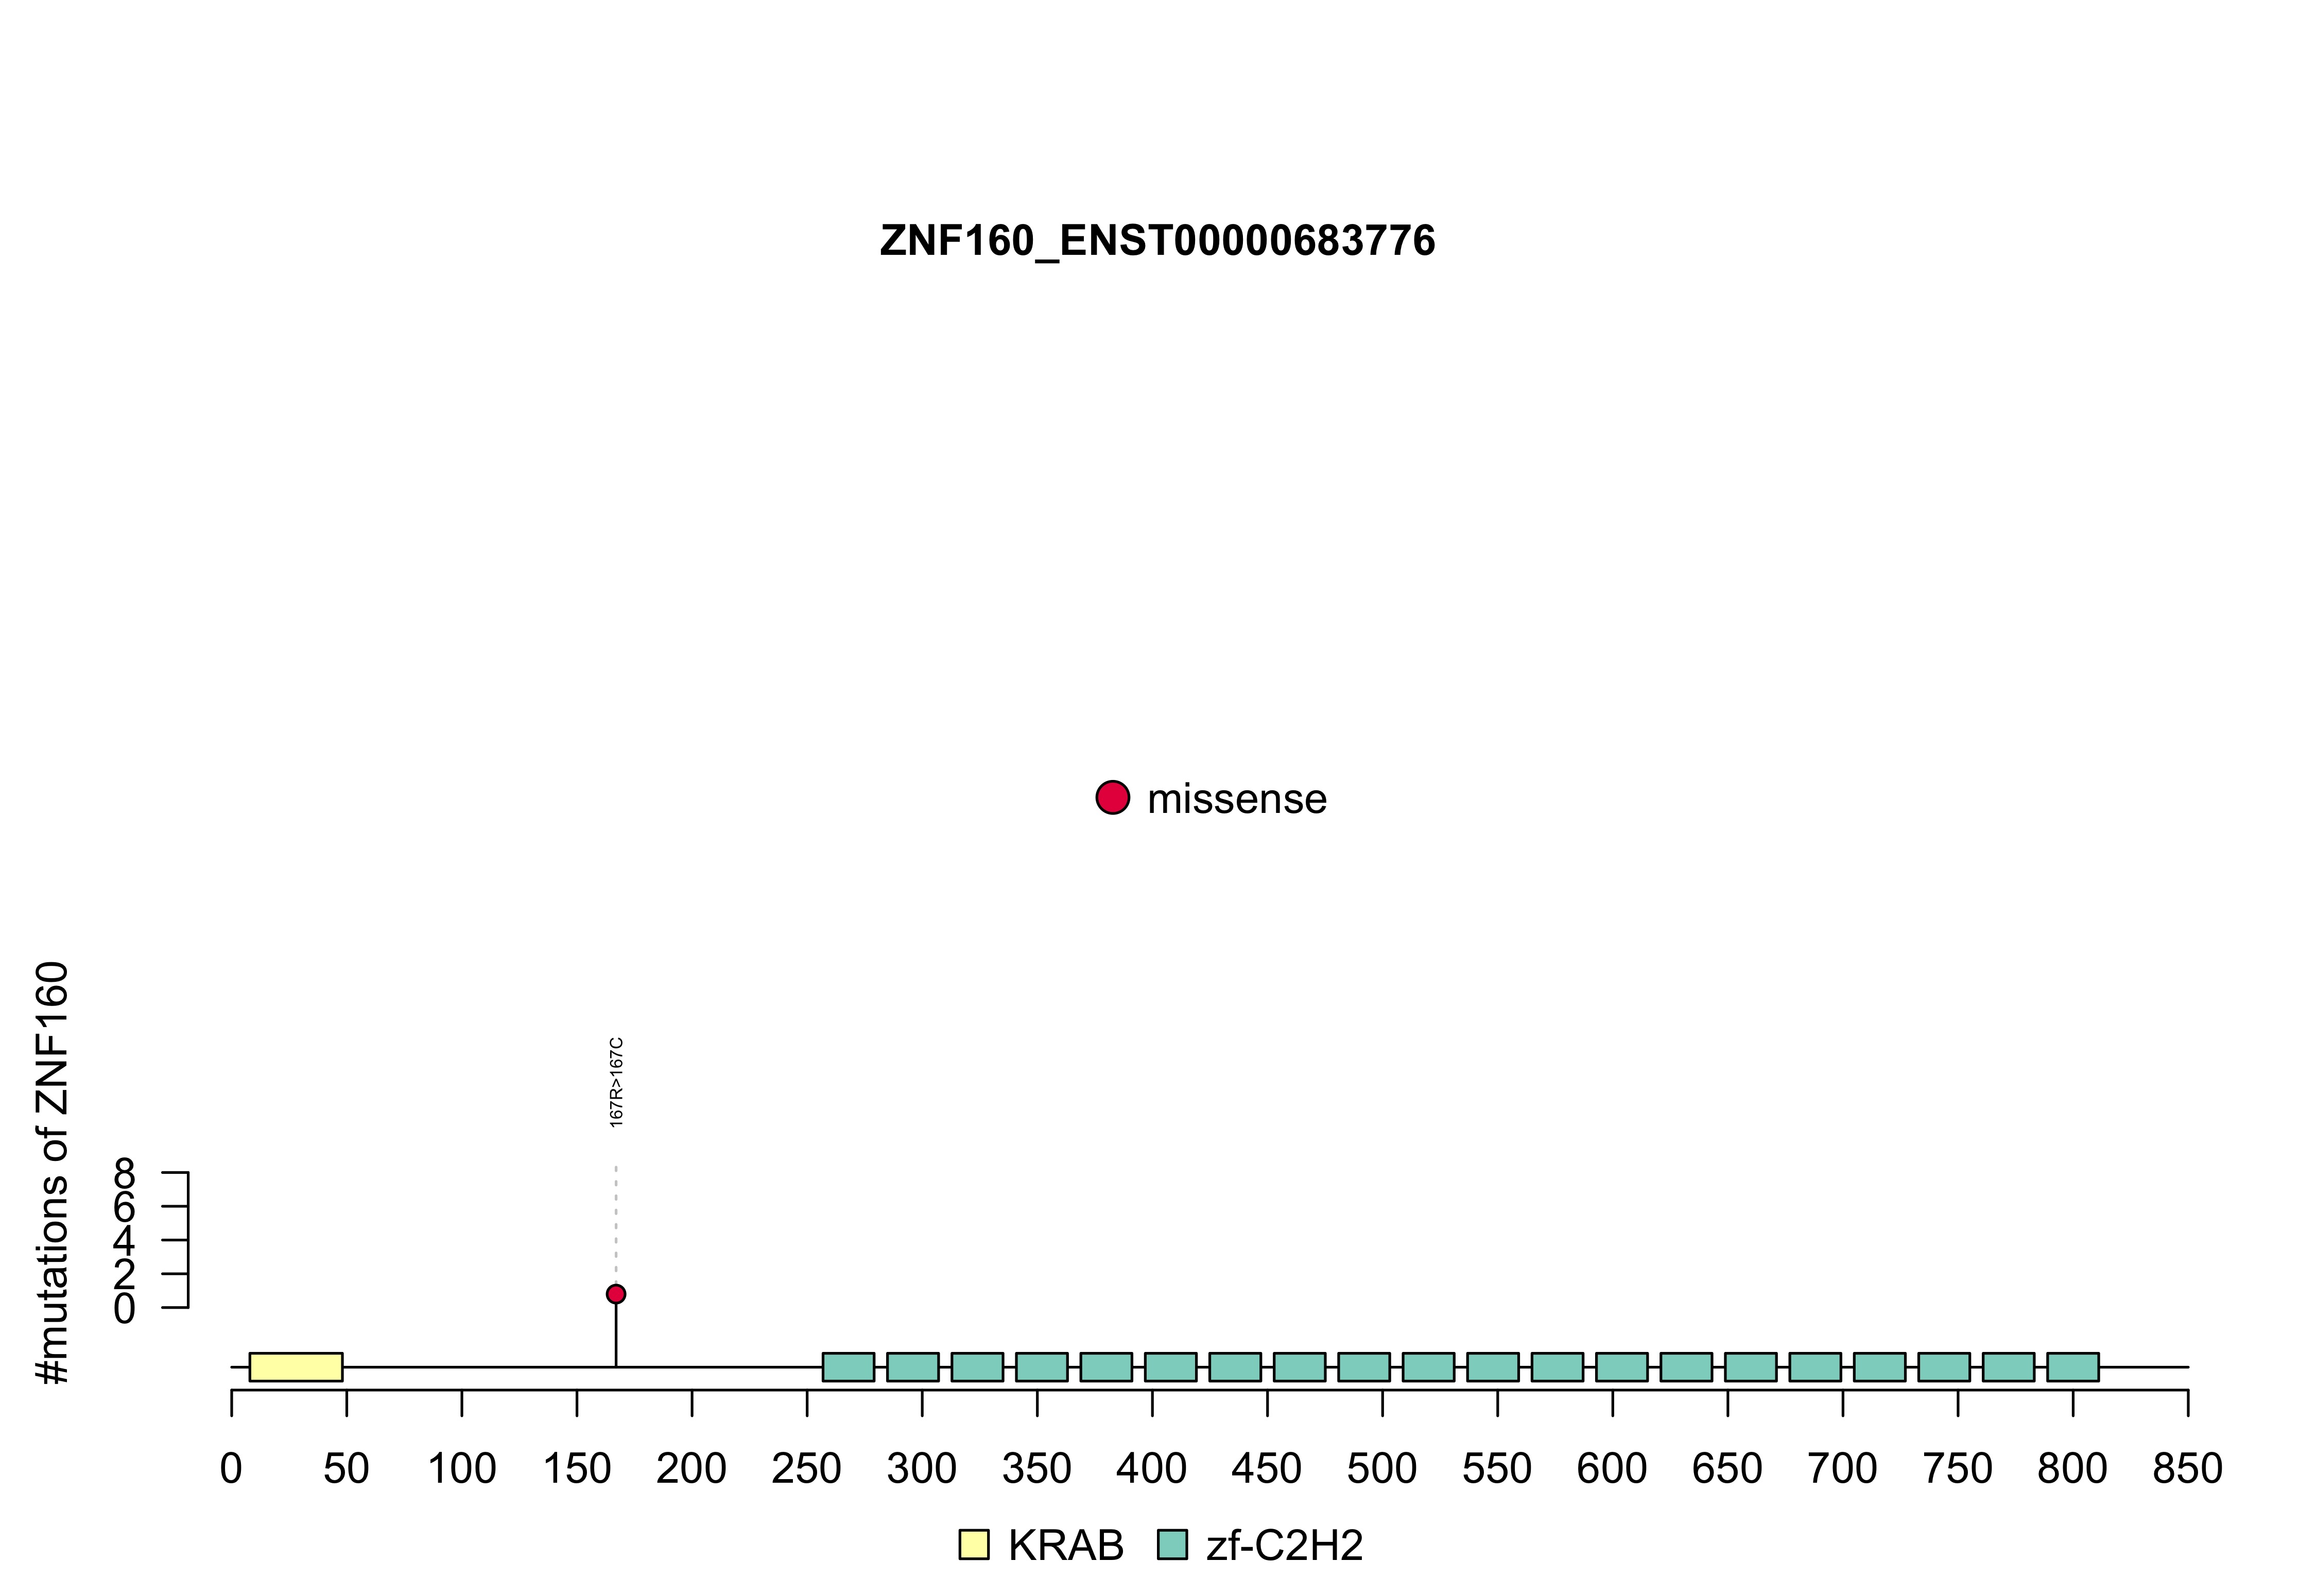 ZNF160_ENST00000683776
missense
#mutations of ZNF160
167R>167C
8
6
4
2
0
0 50 100 150 200 250 300 350 400 450 500 550 600 650 700 750 800 850
KRAB zf-C2H2